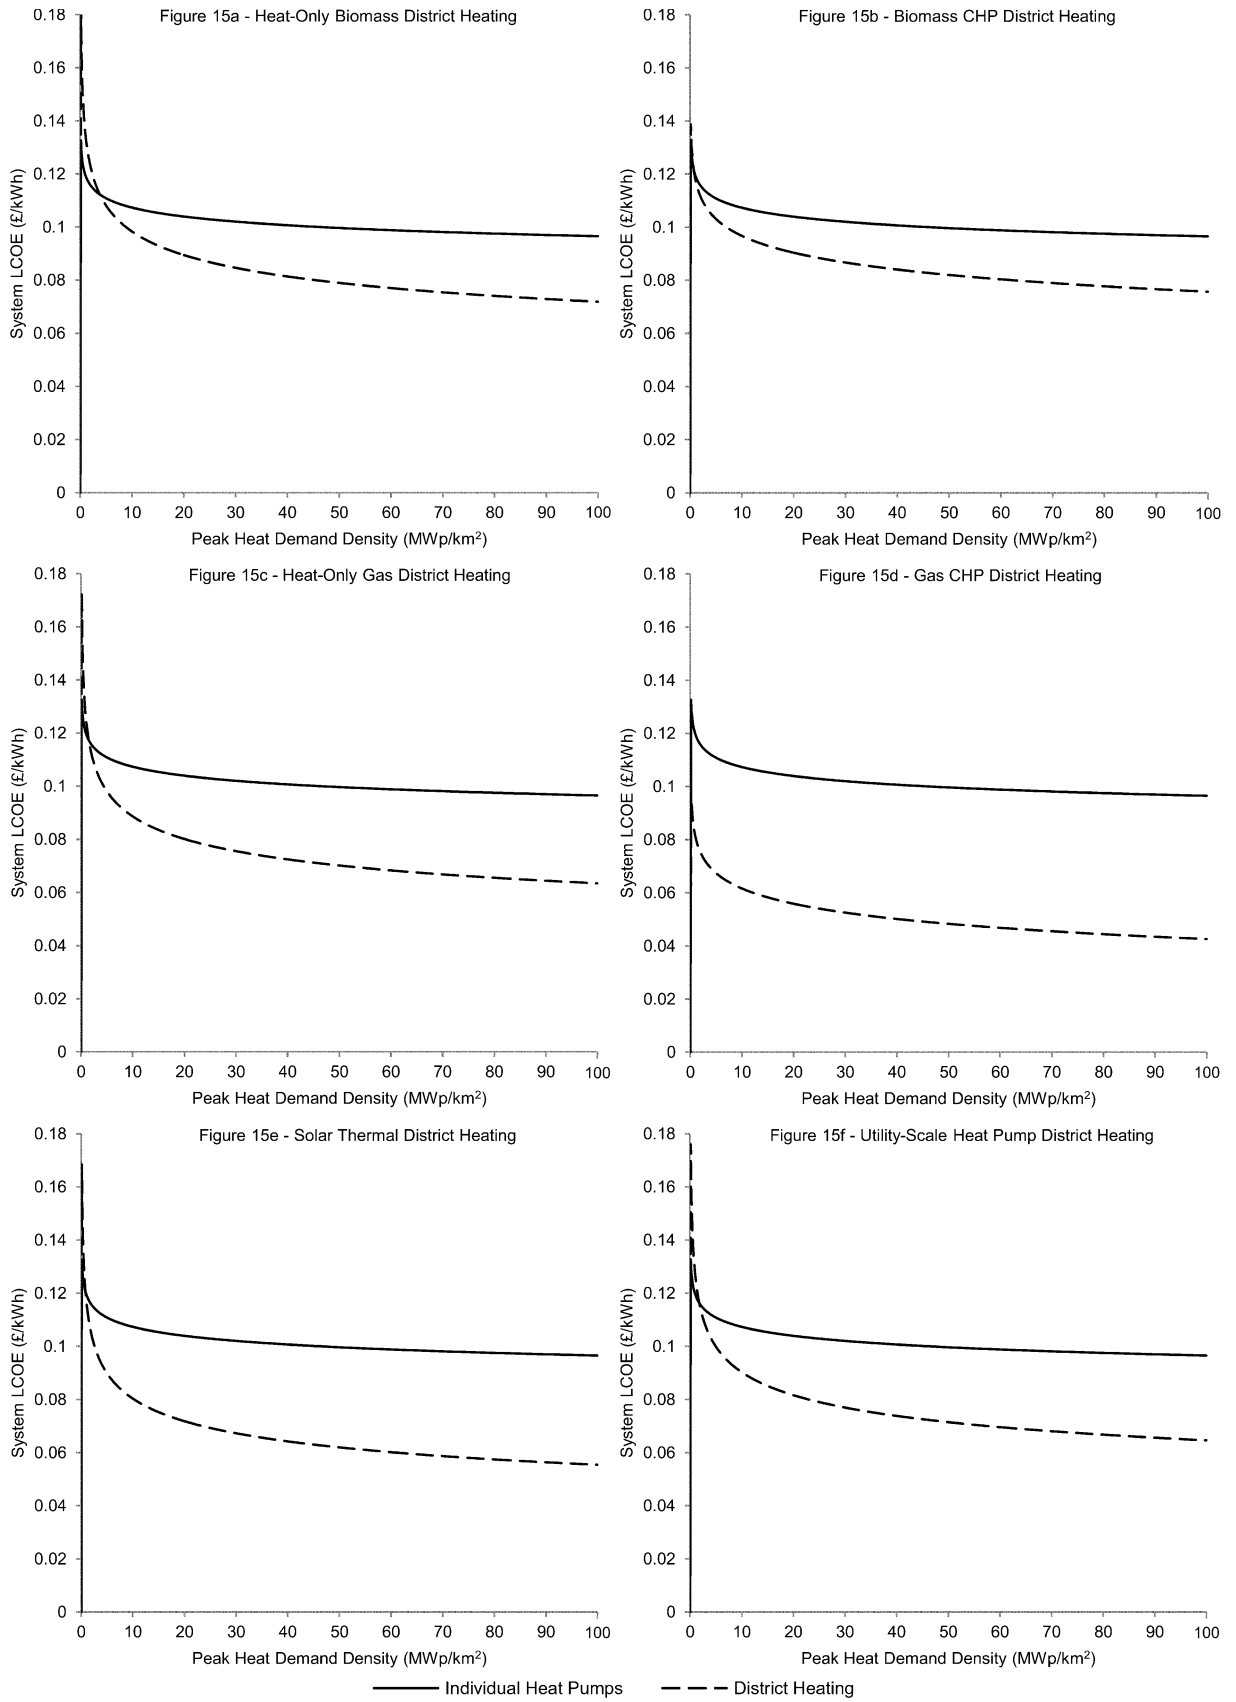 Figure 15a - Heat-Only Biomass District Heating
System LCOE (£/kWh)
0.18
0.16
0.14
0.12
0.1
0.08
0.06
0.04
0.02
0
0 10 20 30 40 50 60 70 80 90 100
Peak Heat Demand Density (MWp/km²)
Figure 15b - Biomass CHP District Heating
System LCOE (£/kWh)
0.18
0.16
0.14
0.12
0.1
0.08
0.06
0.04
0.02
0
0 10 20 30 40 50 60 70 80 90 100
Peak Heat Demand Density (MWp/km²)
Figure 15c - Heat-Only Gas District Heating
System LCOE (£/kWh)
0.18
0.16
0.14
0.12
0.1
0.08
0.06
0.04
0.02
0
0 10 20 30 40 50 60 70 80 90 100
Peak Heat Demand Density (MWp/km²)
Figure 15d - Gas CHP District Heating
System LCOE (£/kWh)
0.18
0.16
0.14
0.12
0.1
0.08
0.06
0.04
0.02
0
0 10 20 30 40 50 60 70 80 90 100
Peak Heat Demand Density (MWp/km²)
Figure 15e - Solar Thermal District Heating
System LCOE (£/kWh)
0.18
0.16
0.14
0.12
0.1
0.08
0.06
0.04
0.02
0
0 10 20 30 40 50 60 70 80 90 100
Peak Heat Demand Density (MWp/km²)
Figure 15f - Utility-Scale Heat Pump District Heating
System LCOE (£/kWh)
0.18
0.16
0.14
0.12
0.1
0.08
0.06
0.04
0.02
0
0 10 20 30 40 50 60 70 80 90 100
Peak Heat Demand Density (MWp/km²)
Individual Heat Pumps
District Heating